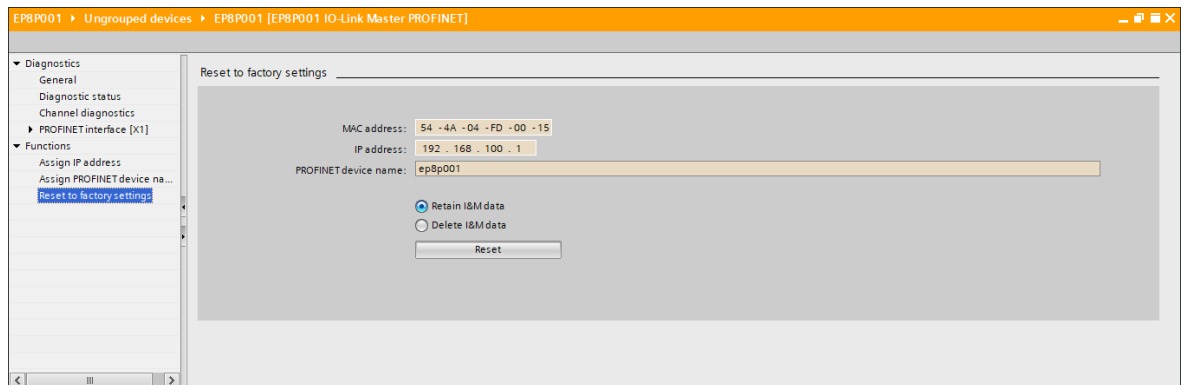 EP8P001 ▸ Ungrouped devices ▸ EP8P001 [EP8P001 IO-Link Master PROFINET]
Diagnostics
General
Diagnostic status
Channel diagnostics
PROFINET interface [X1]
Functions
Assign IP address
Assign PROFINET device na...
Reset to factory settings
Reset to factory settings
MAC address: 54 - 4A - 04 - FD - 00 - 15
IP address: 192 . 168 . 100 . 1
PROFINET device name: ep8p001
Retain I&M data
Delete I&M data
Reset